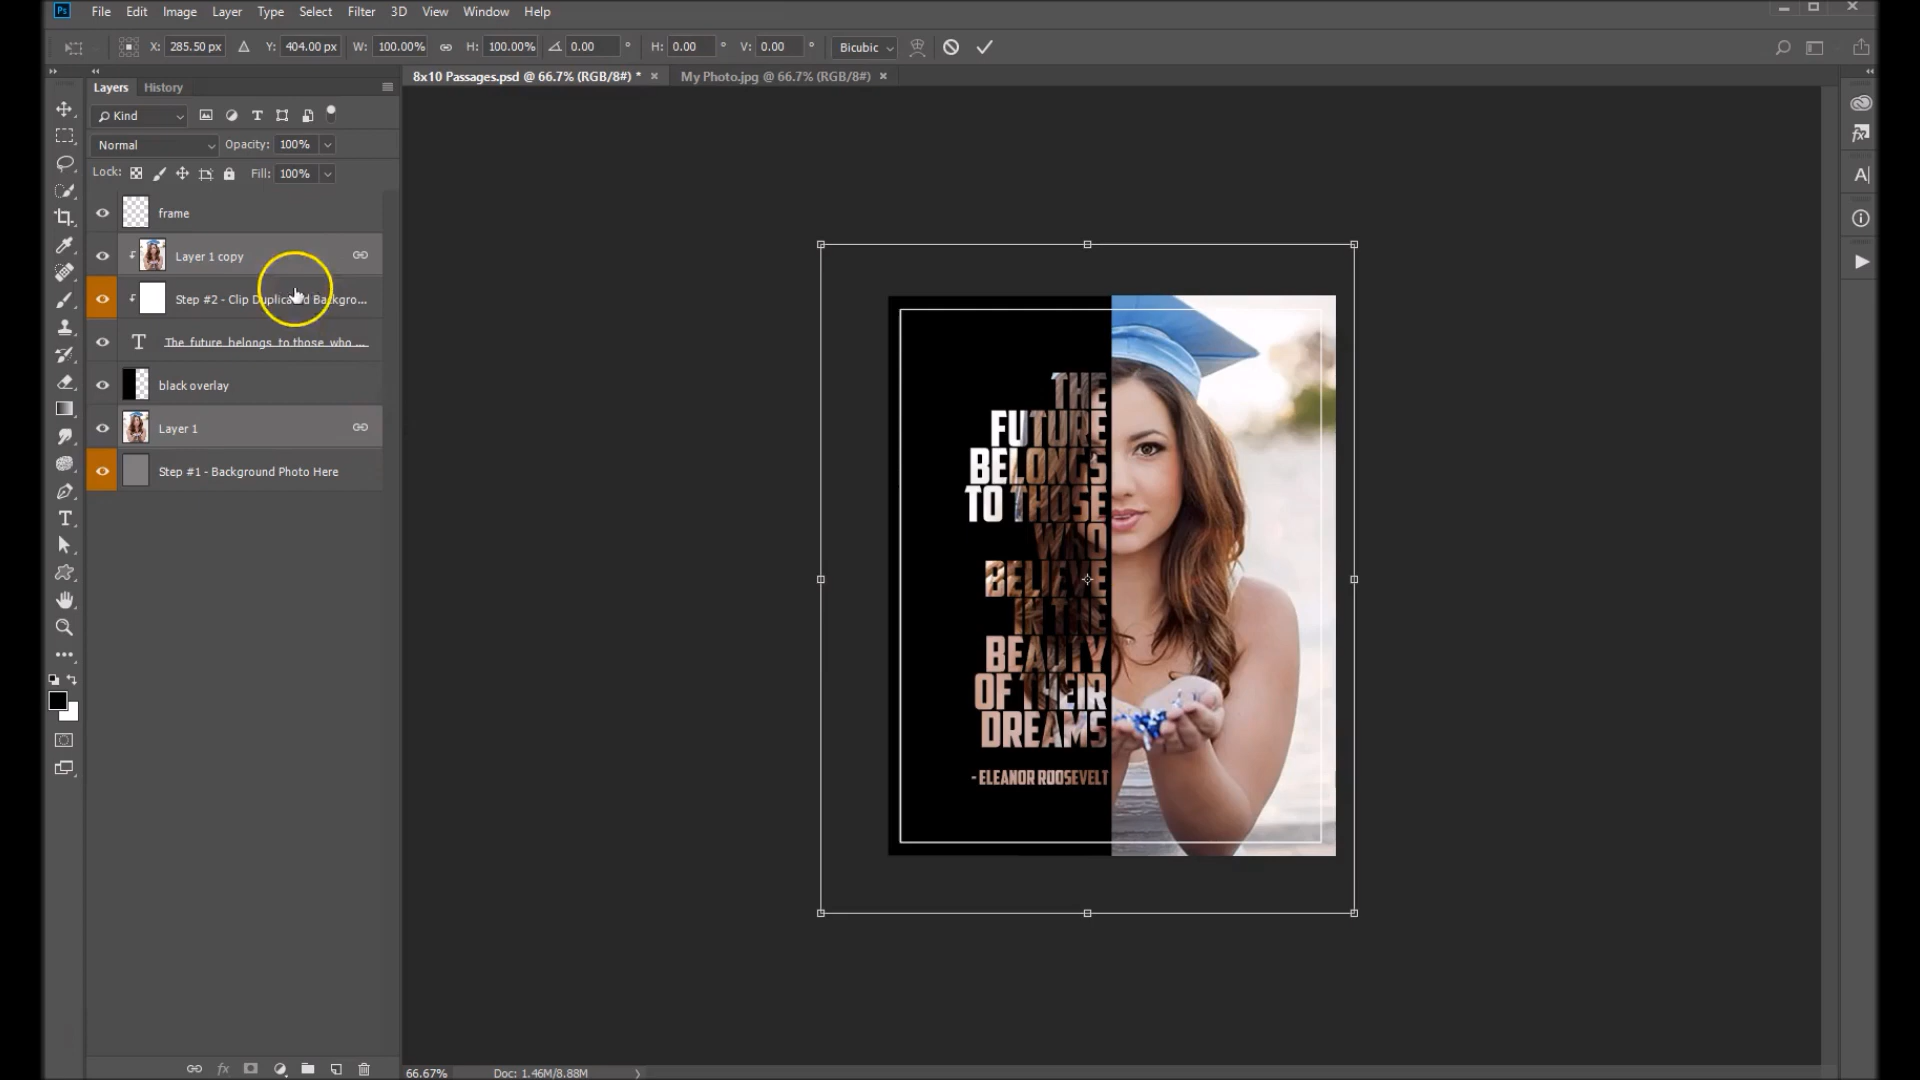 Ps File Edit Image Layer Type Select Filter 3D View Window Help
X: 285.50 px Y: 404.00 px W: 100.00% H: 100.00% 0.00 ° H: 0.00 ° V: 0.00 ° Bicubic
Layers History
8x10 Passages.psd @ 66.7% (RGB/8#) * × My Photo.jpg @ 66.7% (RGB/8#) ×
Kind
Normal Opacity: 100%
Lock: Fill: 100%
frame
Layer 1 copy
Step #2 - Clip Duplicated Backgro...
The future belongs to those who ...
black overlay
Layer 1
Step #1 - Background Photo Here
THE
FUTURE
BELONGS
TO THOSE
WHO
BELIEVE
IN THE
BEAUTY
OF THEIR
DREAMS
- ELEANOR ROOSEVELT
66.67% Doc: 1.46M/8.88M